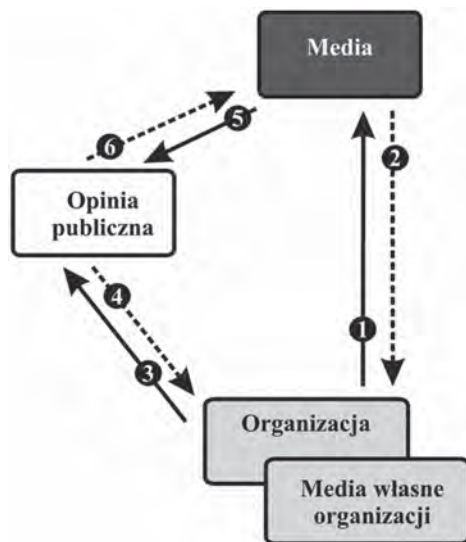 Media
6
5
2
Opinia
publiczna
4
3
1
Organizacja
Media własne
organizacji